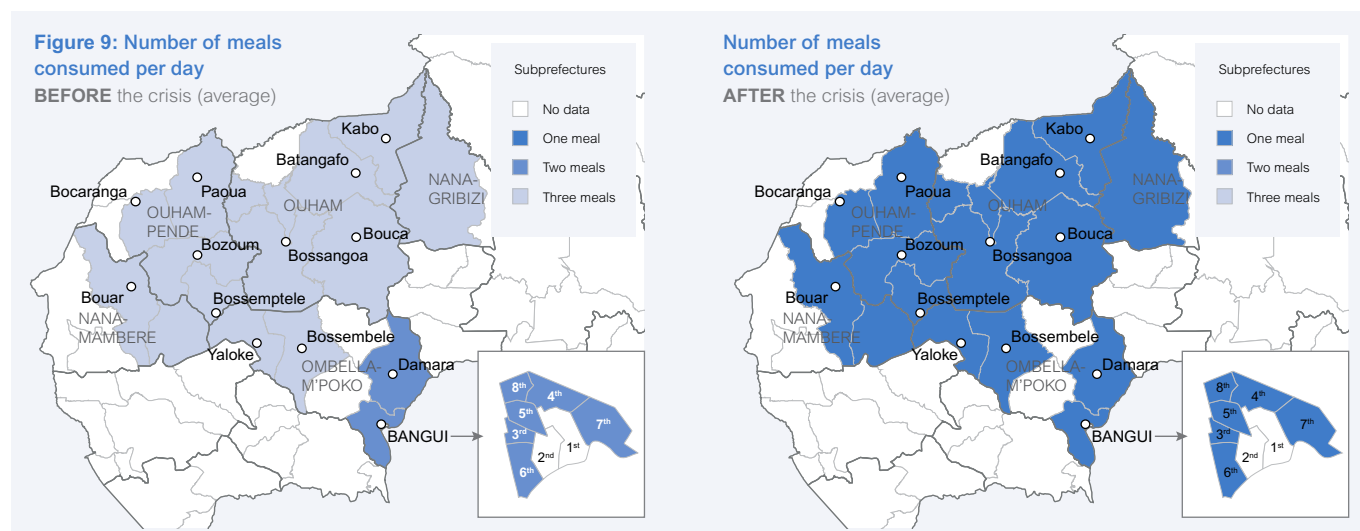 Figure 9: Number of meals
consumed per day
BEFORE the crisis (average)
Subprefectures
No data
One meal
Two meals
Three meals
Kabo
Batangafo
Bocaranga
Paoua
NANA-
GRIBIZI
OUHAM-
PENDE
OUHAM
Bozoum
Bouca
Bossangoa
Bouar
Bossemptele
NANA-
MAMBERE
Bossembele
Yaloke
OMBELLA-
M'POKO
Damara
BANGUI
8th
4th
5th
7th
3rd
2nd
1st
6th
Number of meals
consumed per day
AFTER the crisis (average)
Subprefectures
No data
One meal
Two meals
Three meals
Kabo
Batangafo
Bocaranga
Paoua
NANA-
GRIBIZI
OUHAM-
PENDE
OUHAM
Bozoum
Bouca
Bossangoa
Bouar
Bossemptele
NANA-
MAMBERE
Bossembele
Yaloke
OMBELLA-
M'POKO
Damara
BANGUI
8th
4th
5th
7th
3rd
2nd
1st
6th